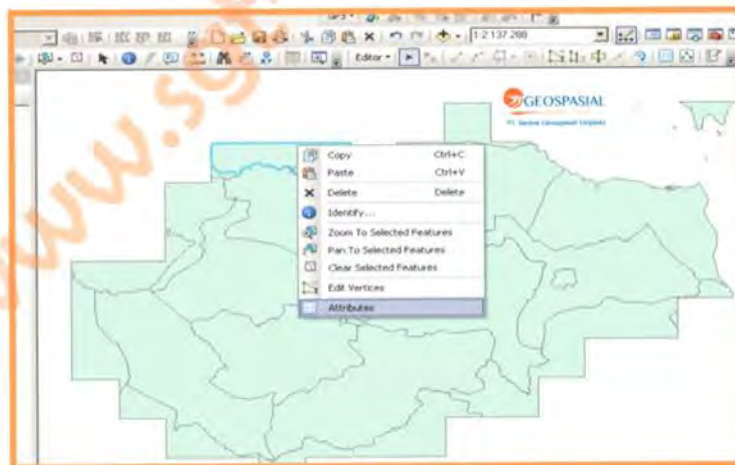 1:2.137.288
Editor
GEOSPASIAL
Copy Ctrl+C
Paste Ctrl+V
Delete Delete
Identify...
Zoom To Selected Features
Pan To Selected Features
Clear Selected Features
Edit Vertices
Attributes